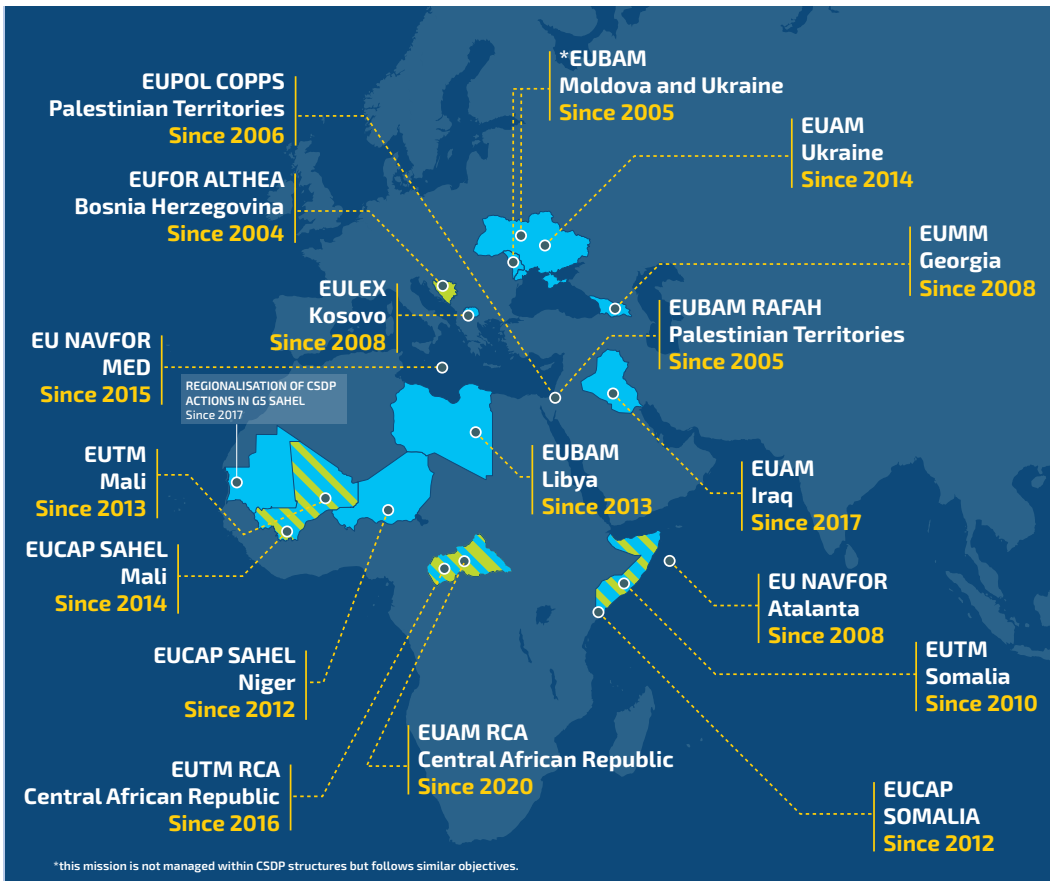 *EUBAM
Moldova and Ukraine
Since 2005
EUPOL COPPS
Palestinian Territories
Since 2006
EUAM
Ukraine
Since 2014
EUFOR ALTHEA
Bosnia Herzegovina
Since 2004
EUMM
Georgia
Since 2008
EULEX
Kosovo
Since 2008
EUBAM RAFAH
Palestinian Territories
Since 2005
EU NAVFOR
MED
Since 2015
REGIONALISATION OF CSDP
ACTIONS IN G5 SAHEL
Since 2017
EUTM
Mali
Since 2013
EUBAM
Libya
Since 2013
EUAM
Iraq
Since 2017
EUCAP SAHEL
Mali
Since 2014
EU NAVFOR
Atalanta
Since 2008
EUCAP SAHEL
Niger
Since 2012
EUTM
Somalia
Since 2010
EUAM RCA
Central African Republic
Since 2020
EUTM RCA
Central African Republic
Since 2016
EUCAP
SOMALIA
Since 2012
*this mission is not managed within CSDP structures but follows similar objectives.